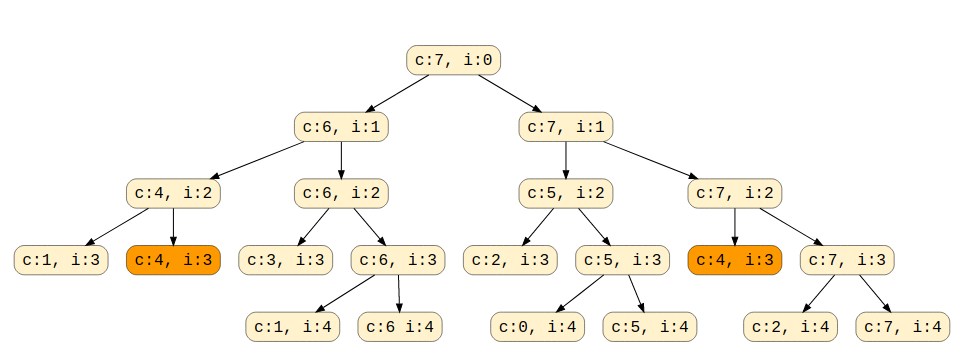 c:7, i:0
c:6, i:1
c:7, i:1
c:4, i:2
c:6, i:2
c:5, i:2
c:7, i:2
c:1, i:3
c:4, i:3
c:3, i:3
c:6, i:3
c:2, i:3
c:5, i:3
c:4, i:3
c:7, i:3
c:1, i:4
c:6 i:4
c:0, i:4
c:5, i:4
c:2, i:4
c:7, i:4